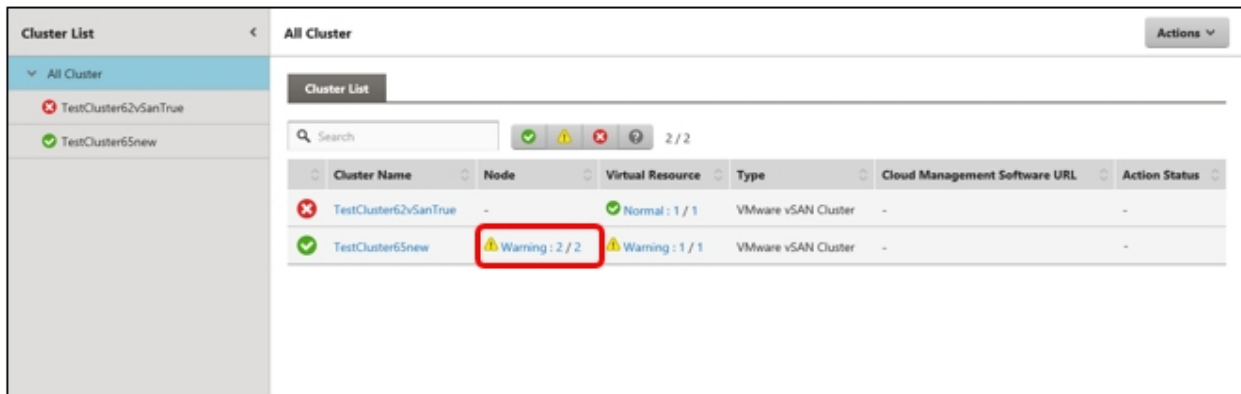 Cluster List
All Cluster
TestCluster62vSanTrue
TestCluster65new
All Cluster
Actions
Cluster List
Search
2 / 2
Cluster Name Node Virtual Resource Type Cloud Management Software URL Action Status
TestCluster62vSanTrue - Normal : 1 / 1 VMware vSAN Cluster - -
TestCluster65new Warning : 2 / 2 Warning : 1 / 1 VMware vSAN Cluster - -